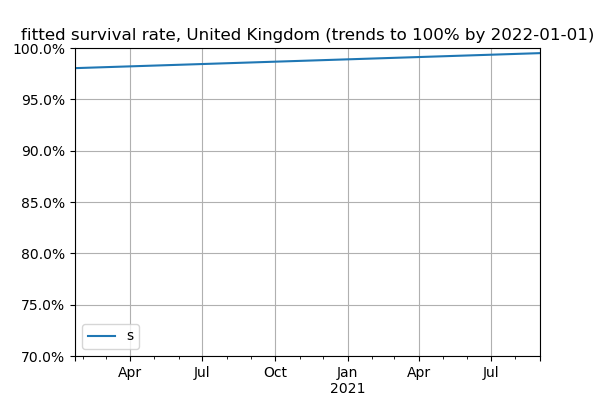 fitted survival rate, United Kingdom (trends to 100% by 2022-01-01)
100.0%
95.0%
90.0%
85.0%
80.0%
75.0%
70.0%
s
Apr Jul Oct Jan Apr Jul
2021